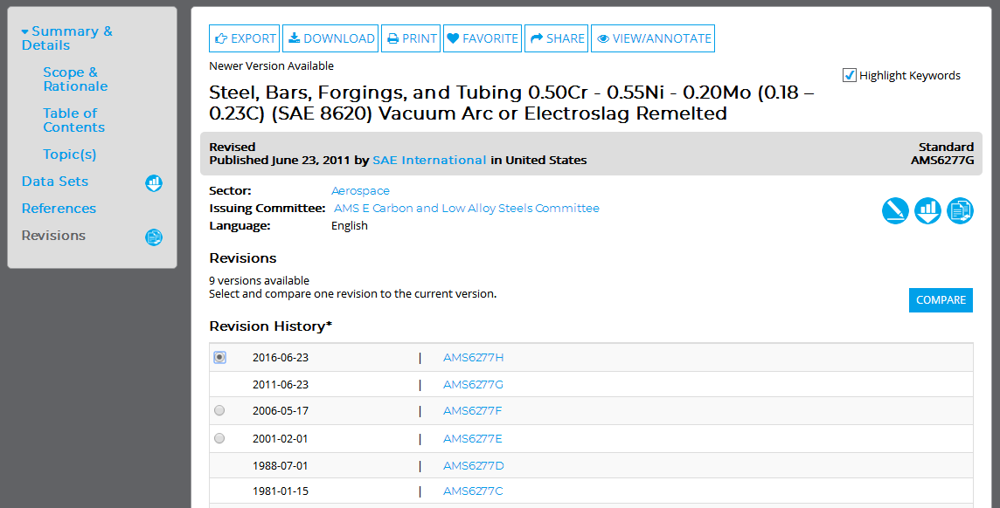 Summary &
Details
Scope &
Rationale
Table of
Contents
Topic(s)
Data Sets
References
Revisions
EXPORT DOWNLOAD PRINT FAVORITE SHARE VIEW/ANNOTATE
Newer Version Available
Highlight Keywords
Steel, Bars, Forgings, and Tubing 0.50Cr - 0.55Ni - 0.20Mo (0.18 –
0.23C) (SAE 8620) Vacuum Arc or Electroslag Remelted
Revised Standard
Published June 23, 2011 by SAE International in United States AMS6277G
Sector: Aerospace
Issuing Committee: AMS E Carbon and Low Alloy Steels Committee
Language: English
Revisions
9 versions available
Select and compare one revision to the current version.
COMPARE
Revision History*
2016-06-23 | AMS6277H
2011-06-23 | AMS6277G
2006-05-17 | AMS6277F
2001-02-01 | AMS6277E
1988-07-01 | AMS6277D
1981-01-15 | AMS6277C